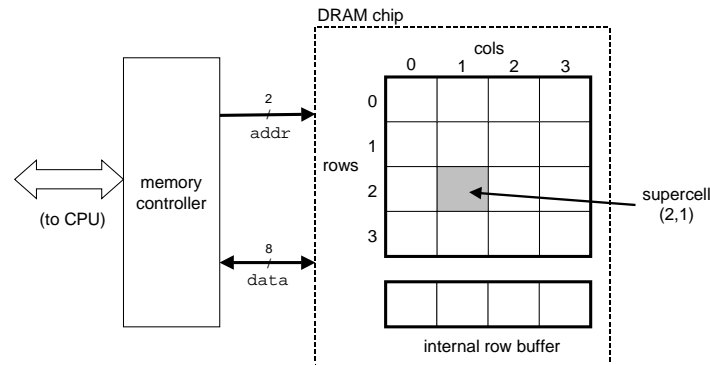 DRAM chip
cols
0 1 2 3
2
addr
0
1
rows
2
3
memory
controller
(to CPU)
supercell
(2,1)
8
data
internal row buffer